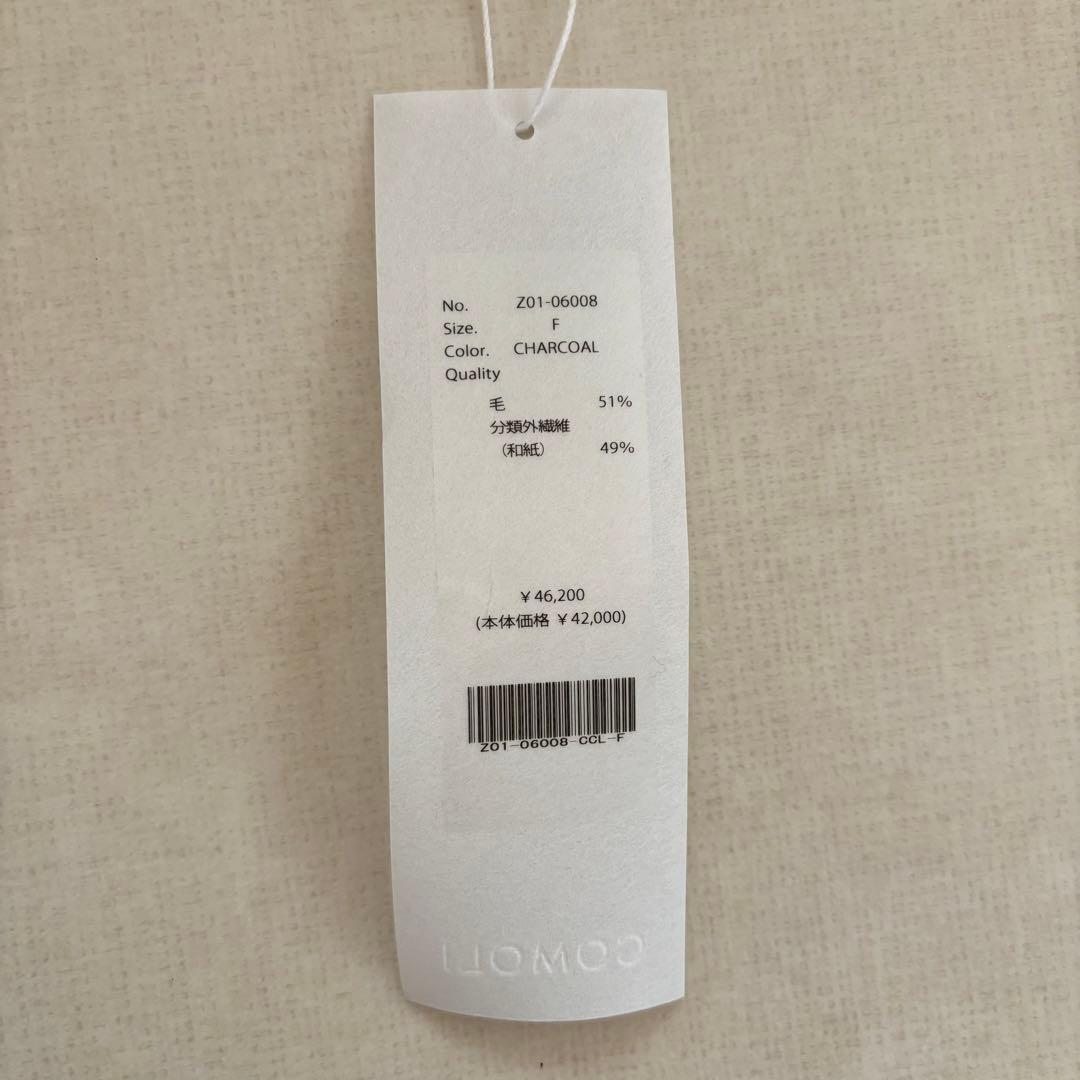 No. Z01-06008
Size. F
Color. CHARCOAL
Quality
毛 51%
分類外繊維
(和紙) 49%
¥46,200
(本体価格 ¥42,000)
Z01-06008-CCL-F
COMOLI